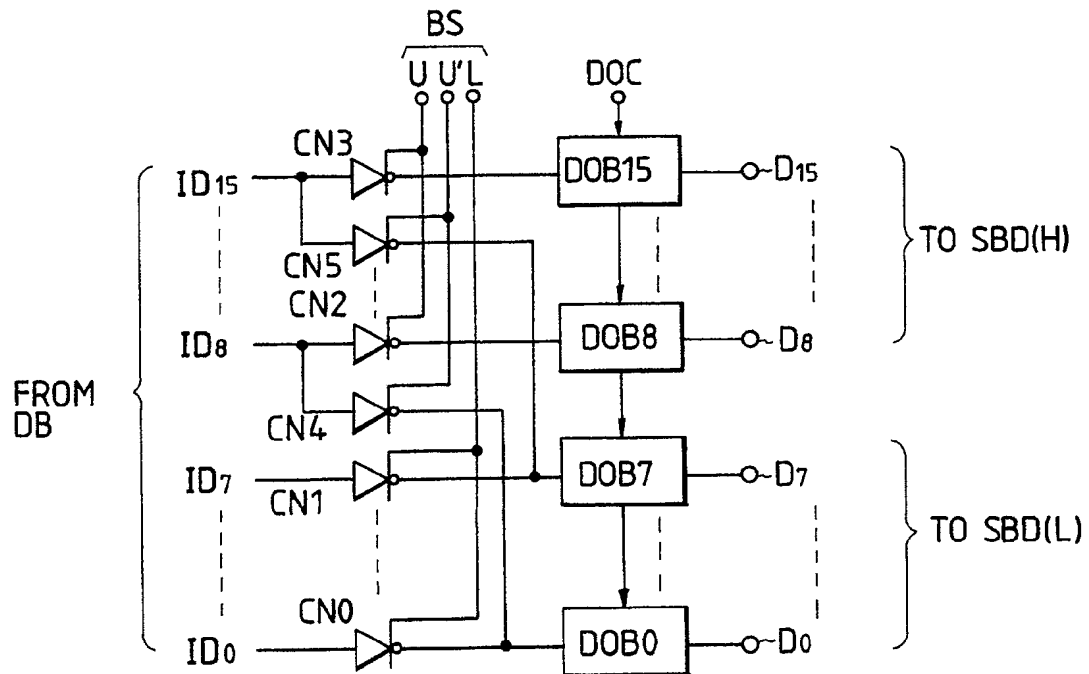 BS
U U' L
DOC
CN3
ID15
DOB15
~D15
CN5
TO SBD(H)
CN2
ID8
DOB8
~D8
FROM
DB
CN4
ID7
CN1
DOB7
~D7
TO SBD(L)
CN0
ID0
DOB0
~D0